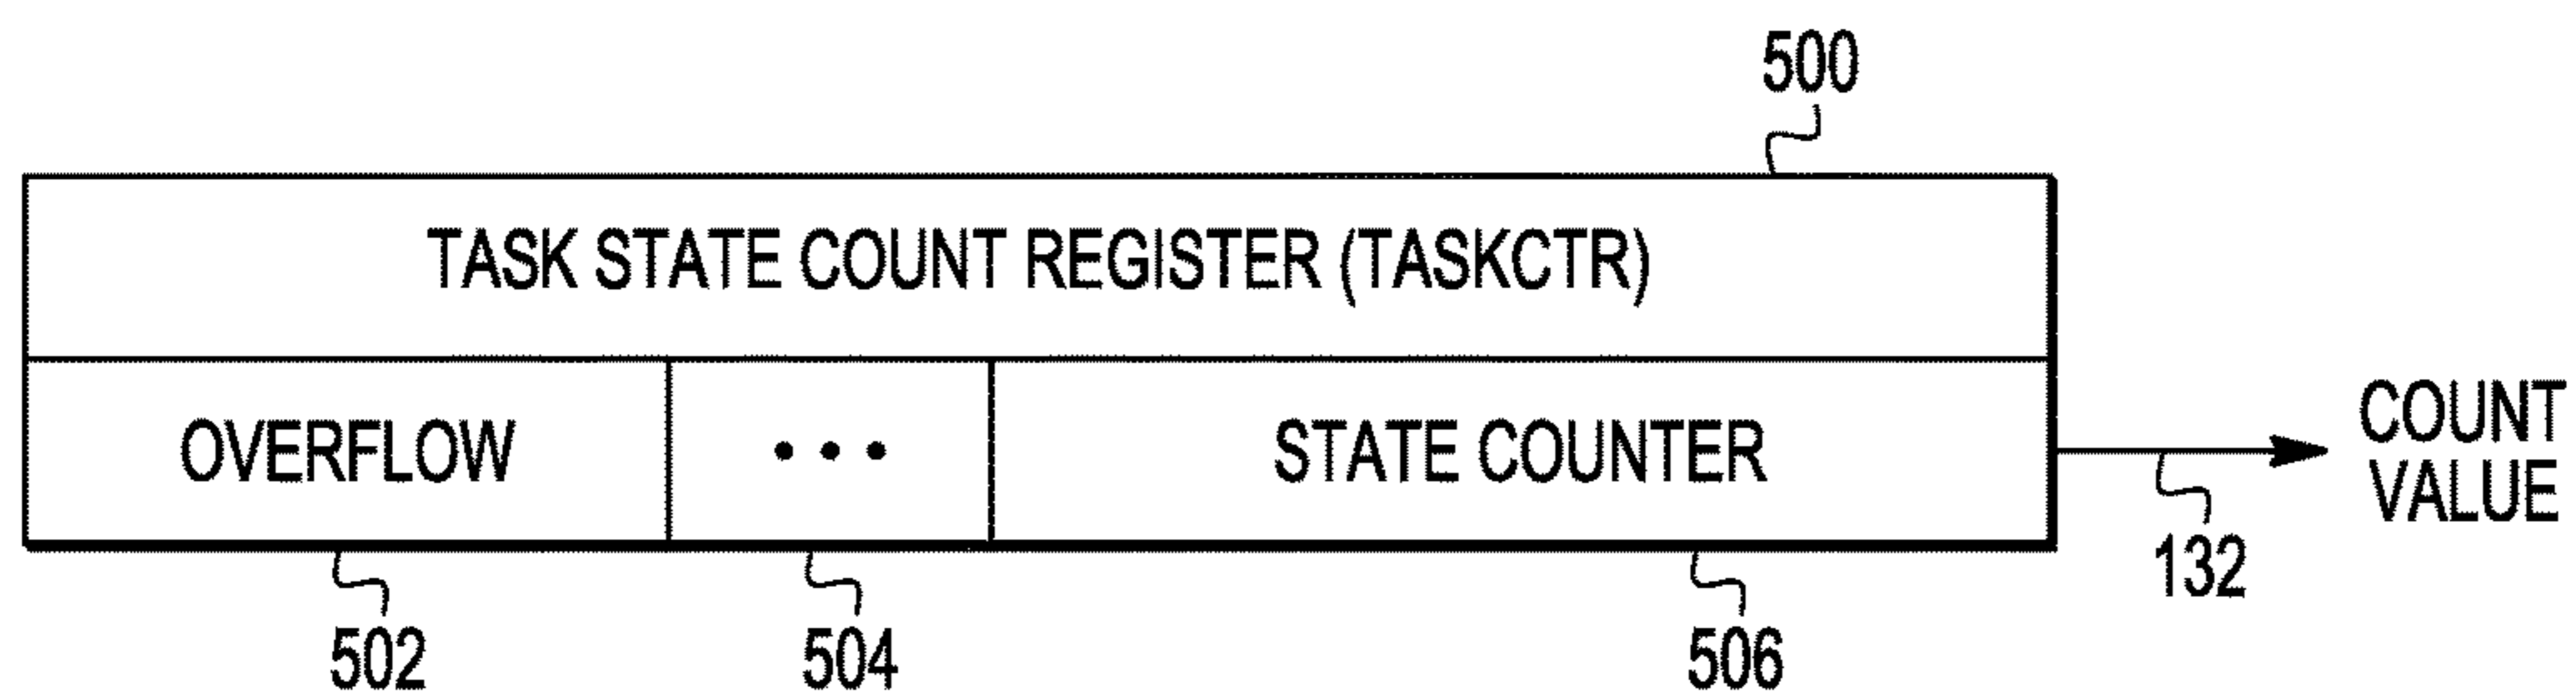 500
TASK STATE COUNT REGISTER (TASKCTR)
OVERFLOW
• • •
STATE COUNTER
COUNT
VALUE
132
502
504
506